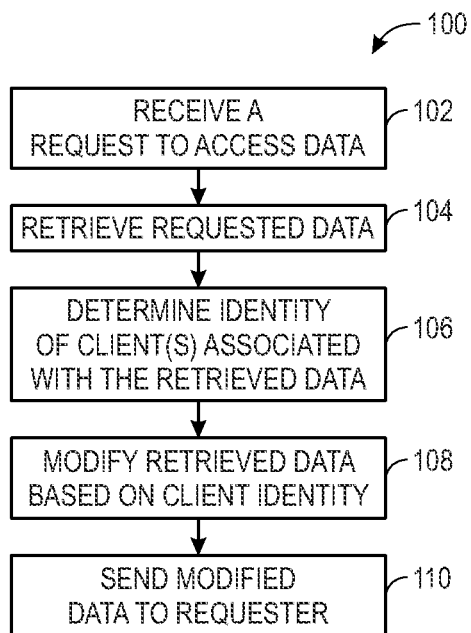 100
RECEIVE A
REQUEST TO ACCESS DATA
102
RETRIEVE REQUESTED DATA
104
DETERMINE IDENTITY
OF CLIENT(S) ASSOCIATED
WITH THE RETRIEVED DATA
106
MODIFY RETRIEVED DATA
BASED ON CLIENT IDENTITY
108
SEND MODIFIED
DATA TO REQUESTER
110